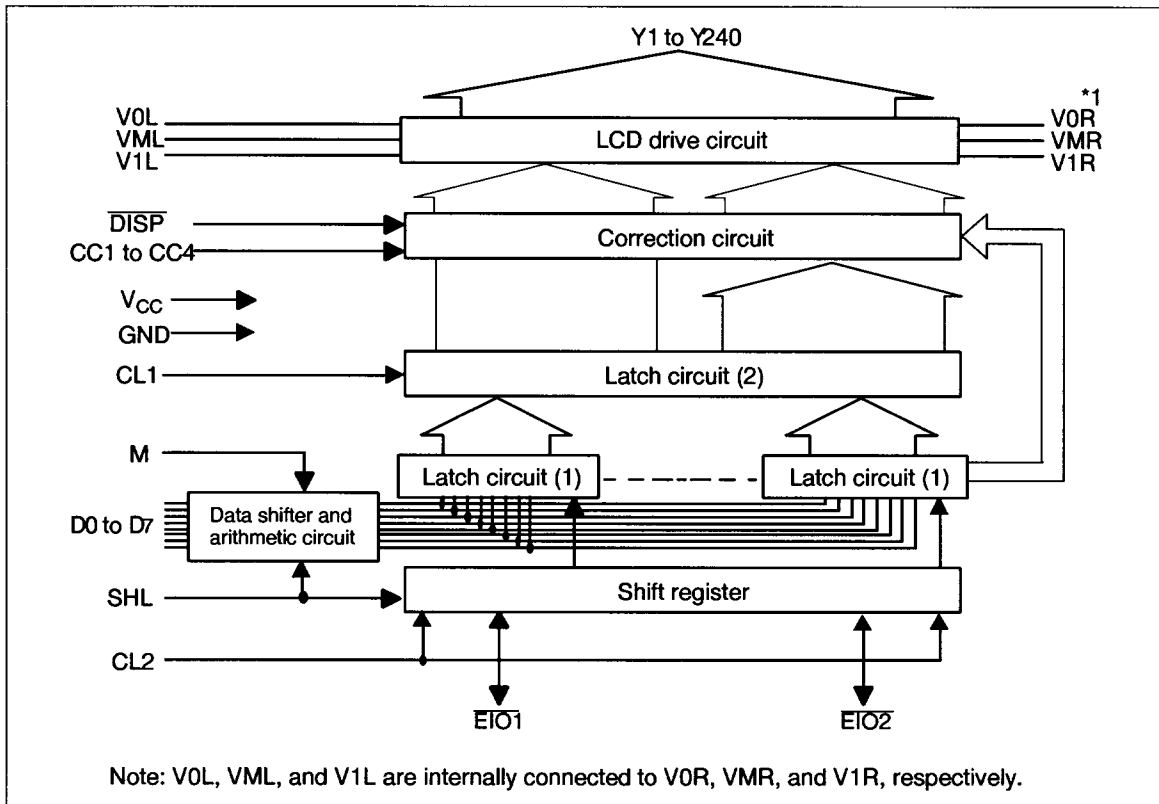 Y1 to Y240
*1
V0L
VML
V1L
LCD drive circuit
V0R
VMR
V1R
DISP
CC1 to CC4
Correction circuit
VCC
GND
CL1
Latch circuit (2)
M
Latch circuit (1)
Latch circuit (1)
D0 to D7
Data shifter and
arithmetic circuit
SHL
Shift register
CL2
EIO1
EIO2
Note: V0L, VML, and V1L are internally connected to V0R, VMR, and V1R, respectively.